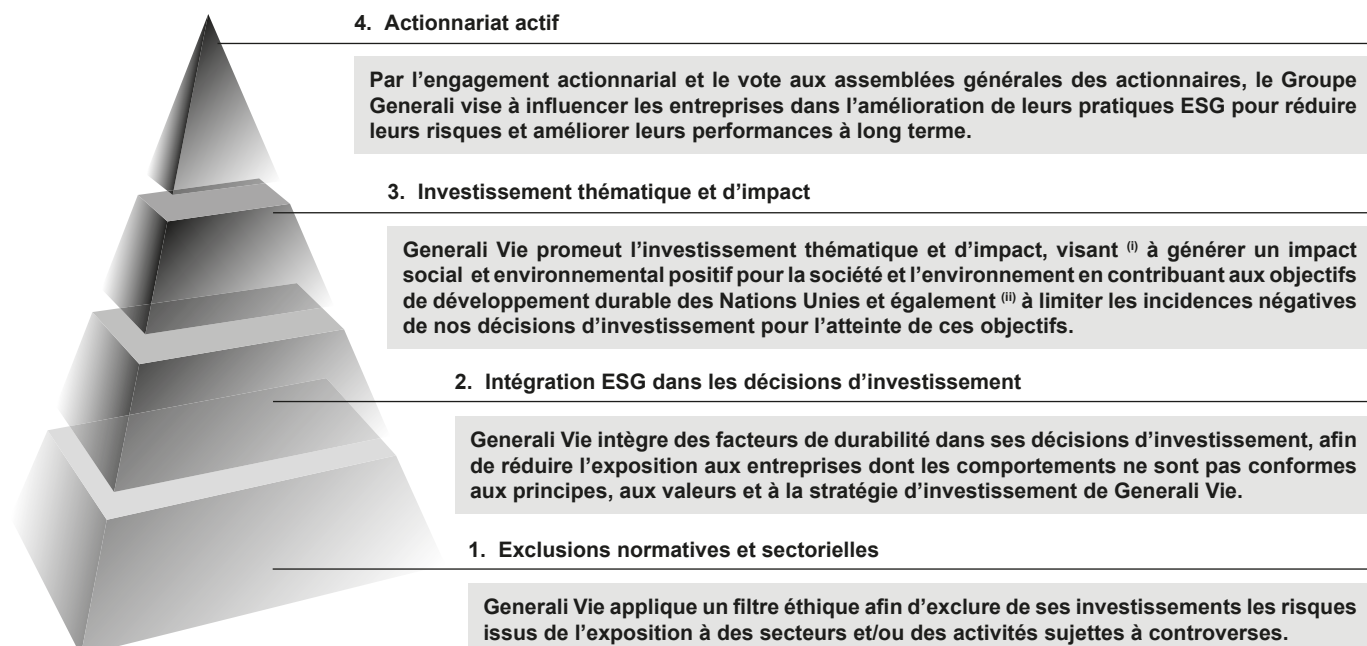 4. Actionnariat actif
Par l’engagement actionnarial et le vote aux assemblées générales des actionnaires, le Groupe
Generali vise à influencer les entreprises dans l’amélioration de leurs pratiques ESG pour réduire
leurs risques et améliorer leurs performances à long terme.
3. Investissement thématique et d’impact
Generali Vie promeut l’investissement thématique et d’impact, visant (i) à générer un impact
social et environnemental positif pour la société et l’environnement en contribuant aux objectifs
de développement durable des Nations Unies et également (ii) à limiter les incidences négatives
de nos décisions d’investissement pour l’atteinte de ces objectifs.
2. Intégration ESG dans les décisions d’investissement
Generali Vie intègre des facteurs de durabilité dans ses décisions d’investissement, afin
de réduire l’exposition aux entreprises dont les comportements ne sont pas conformes
aux principes, aux valeurs et à la stratégie d’investissement de Generali Vie.
1. Exclusions normatives et sectorielles
Generali Vie applique un filtre éthique afin d’exclure de ses investissements les risques
issus de l’exposition à des secteurs et/ou des activités sujettes à controverses.